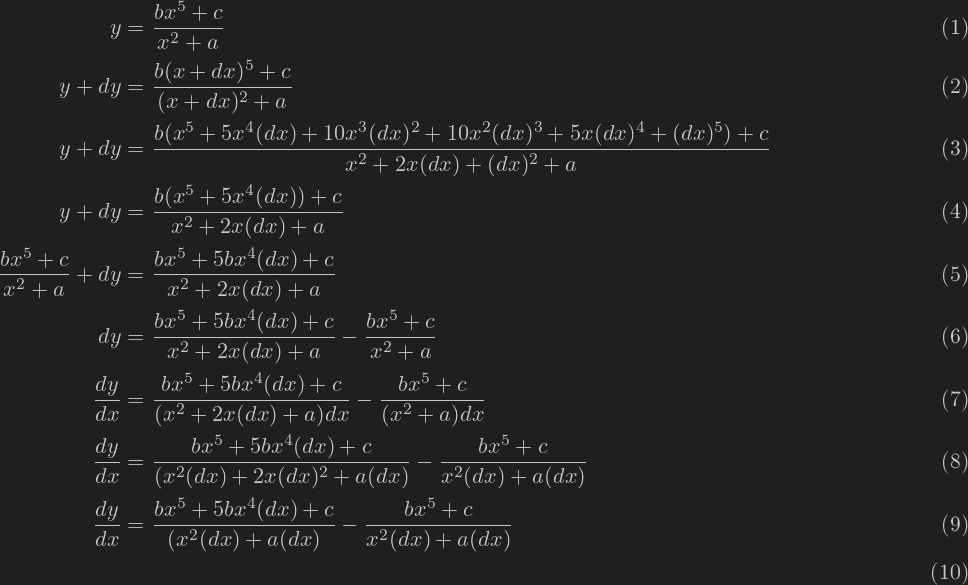 y = \frac{bx^5 + c}{x^2 + a} (1)
y + dy = \frac{b(x + dx)^5 + c}{(x + dx)^2 + a} (2)
y + dy = \frac{b(x^5 + 5x^4(dx) + 10x^3(dx)^2 + 10x^2(dx)^3 + 5x(dx)^4 + (dx)^5) + c}{x^2 + 2x(dx) + (dx)^2 + a} (3)
y + dy = \frac{b(x^5 + 5x^4(dx)) + c}{x^2 + 2x(dx) + a} (4)
\frac{bx^5 + c}{x^2 + a} + dy = \frac{bx^5 + 5bx^4(dx) + c}{x^2 + 2x(dx) + a} (5)
dy = \frac{bx^5 + 5bx^4(dx) + c}{x^2 + 2x(dx) + a} - \frac{bx^5 + c}{x^2 + a} (6)
\frac{dy}{dx} = \frac{bx^5 + 5bx^4(dx) + c}{(x^2 + 2x(dx) + a)dx} - \frac{bx^5 + c}{(x^2 + a)dx} (7)
\frac{dy}{dx} = \frac{bx^5 + 5bx^4(dx) + c}{(x^2(dx) + 2x(dx)^2 + a(dx)} - \frac{bx^5 + c}{x^2(dx) + a(dx)} (8)
\frac{dy}{dx} = \frac{bx^5 + 5bx^4(dx) + c}{(x^2(dx) + a(dx)} - \frac{bx^5 + c}{x^2(dx) + a(dx)} (9)
(10)